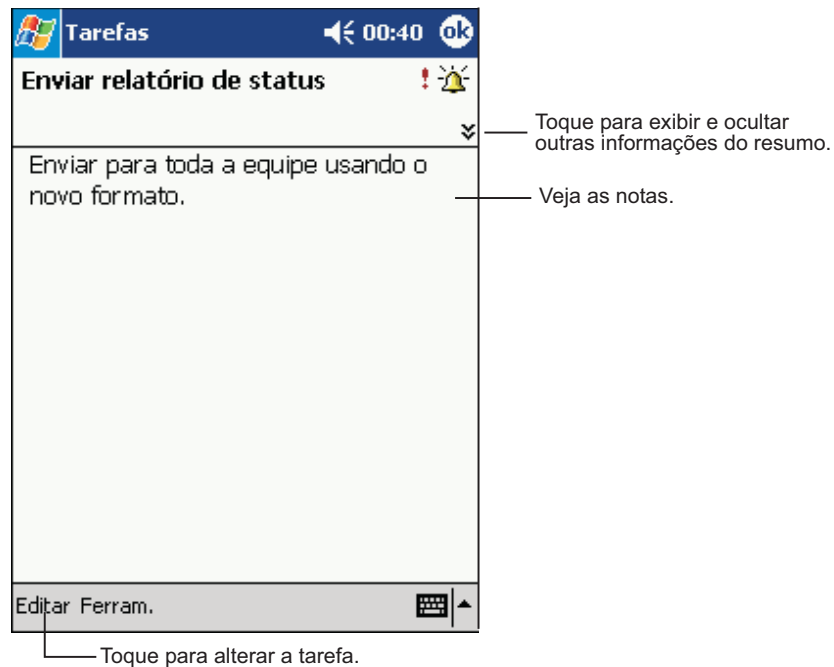 Tarefas 00:40 ok
Enviar relatório de status !
Toque para exibir e ocultar
outras informações do resumo.
Enviar para toda a equipe usando o
novo formato.
Veja as notas.
Editar Ferram.
Toque para alterar a tarefa.